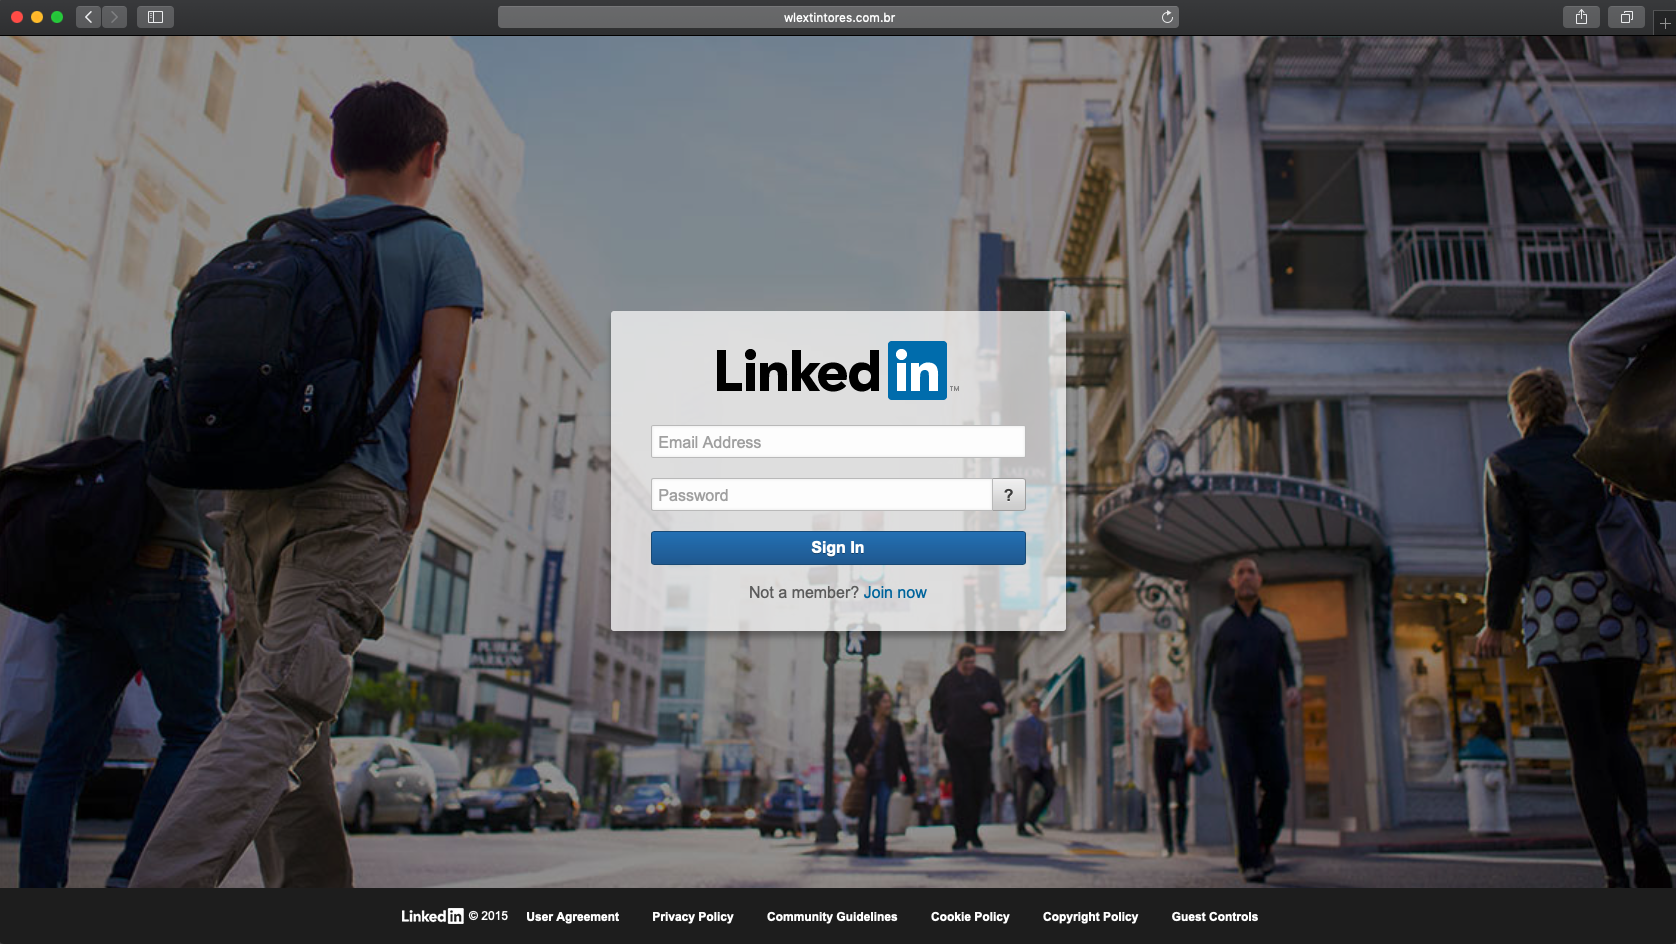 wlextintores.com.br
Linked in ™
Email Address
Password
?
Sign In
Not a member? Join now
PUBLIC
PARKING
Linked in © 2015 User Agreement Privacy Policy Community Guidelines Cookie Policy Copyright Policy Guest Controls